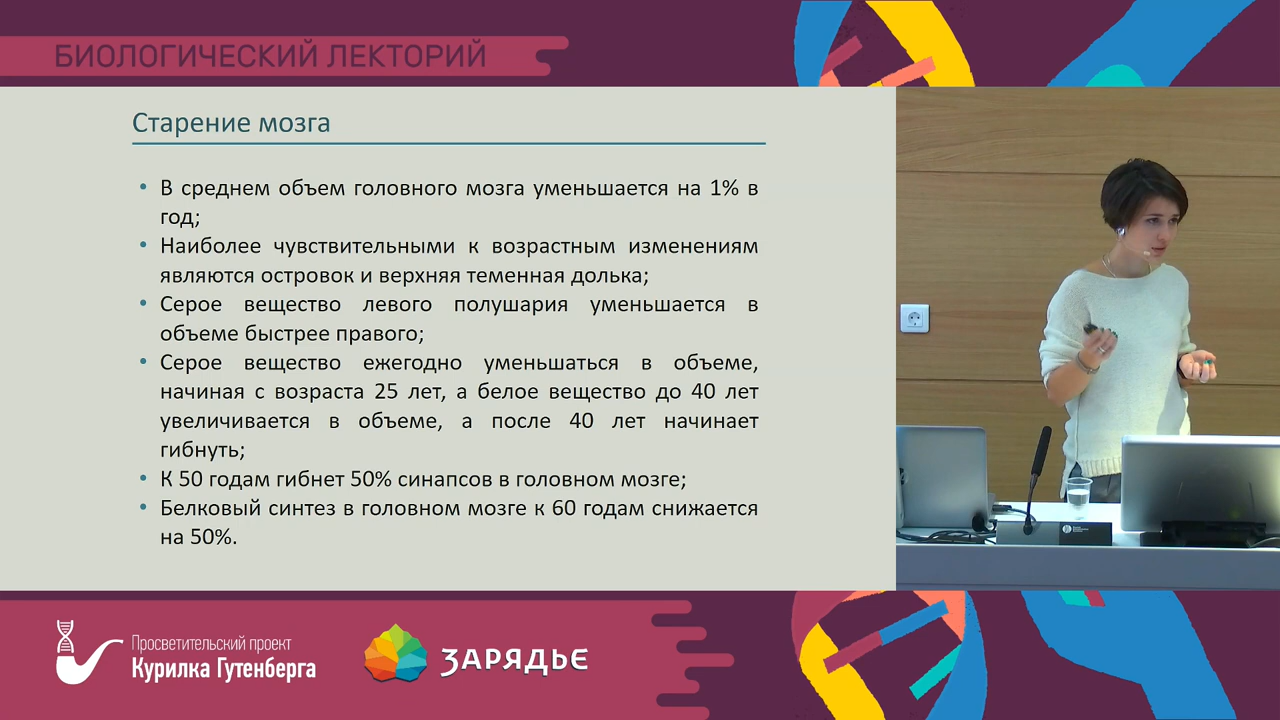 БИОЛОГИЧЕСКИЙ ЛЕКТОРИЙ
Старение мозга
• В среднем объем головного мозга уменьшается на 1% в
год;
• Наиболее чувствительными к возрастным изменениям
являются островок и верхняя теменная долька;
• Серое вещество левого полушария уменьшается в
объеме быстрее правого;
• Серое вещество ежегодно уменьшаться в объеме,
начиная с возраста 25 лет, а белое вещество до 40 лет
увеличивается в объеме, а после 40 лет начинает
гибнуть;
• К 50 годам гибнет 50% синапсов в головном мозге;
• Белковый синтез в головном мозге к 60 годам снижается
на 50%.
Просветительский проект
Курилка Гутенберга
ЗАРЯДЬЕ